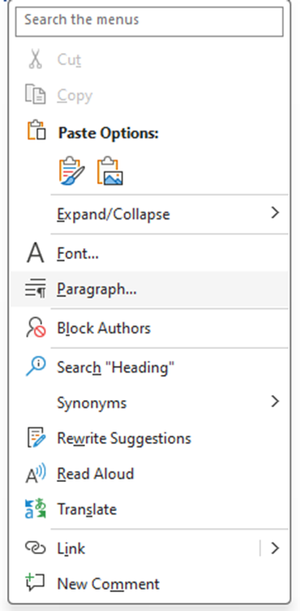 Search the menus
Cut
Copy
Paste Options:
Expand/Collapse
Font...
Paragraph...
Block Authors
Search "Heading"
Synonyms
Rewrite Suggestions
Read Aloud
Translate
Link
New Comment